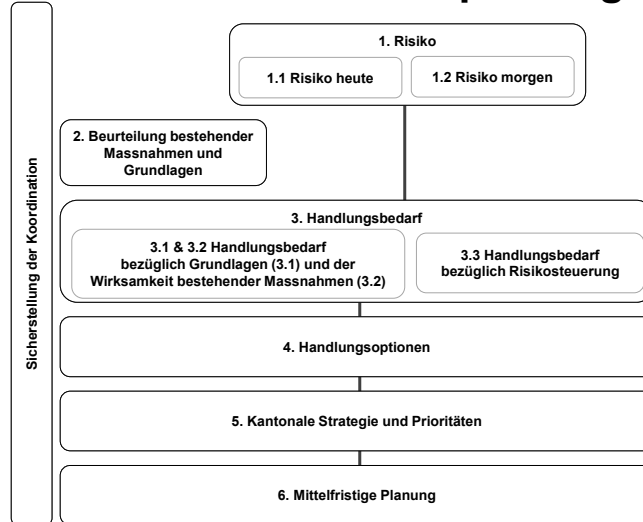 1. Risiko
1.1 Risiko heute
1.2 Risiko morgen
2. Beurteilung bestehender
Massnahmen und
Grundlagen
3. Handlungsbedarf
3.1 & 3.2 Handlungsbedarf
bezüglich Grundlagen (3.1) und der
Wirksamkeit bestehender Massnahmen (3.2)
3.3 Handlungsbedarf
bezüglich Risikosteuerung
4. Handlungsoptionen
5. Kantonale Strategie und Prioritäten
6. Mittelfristige Planung
Sicherstellung der Koordination